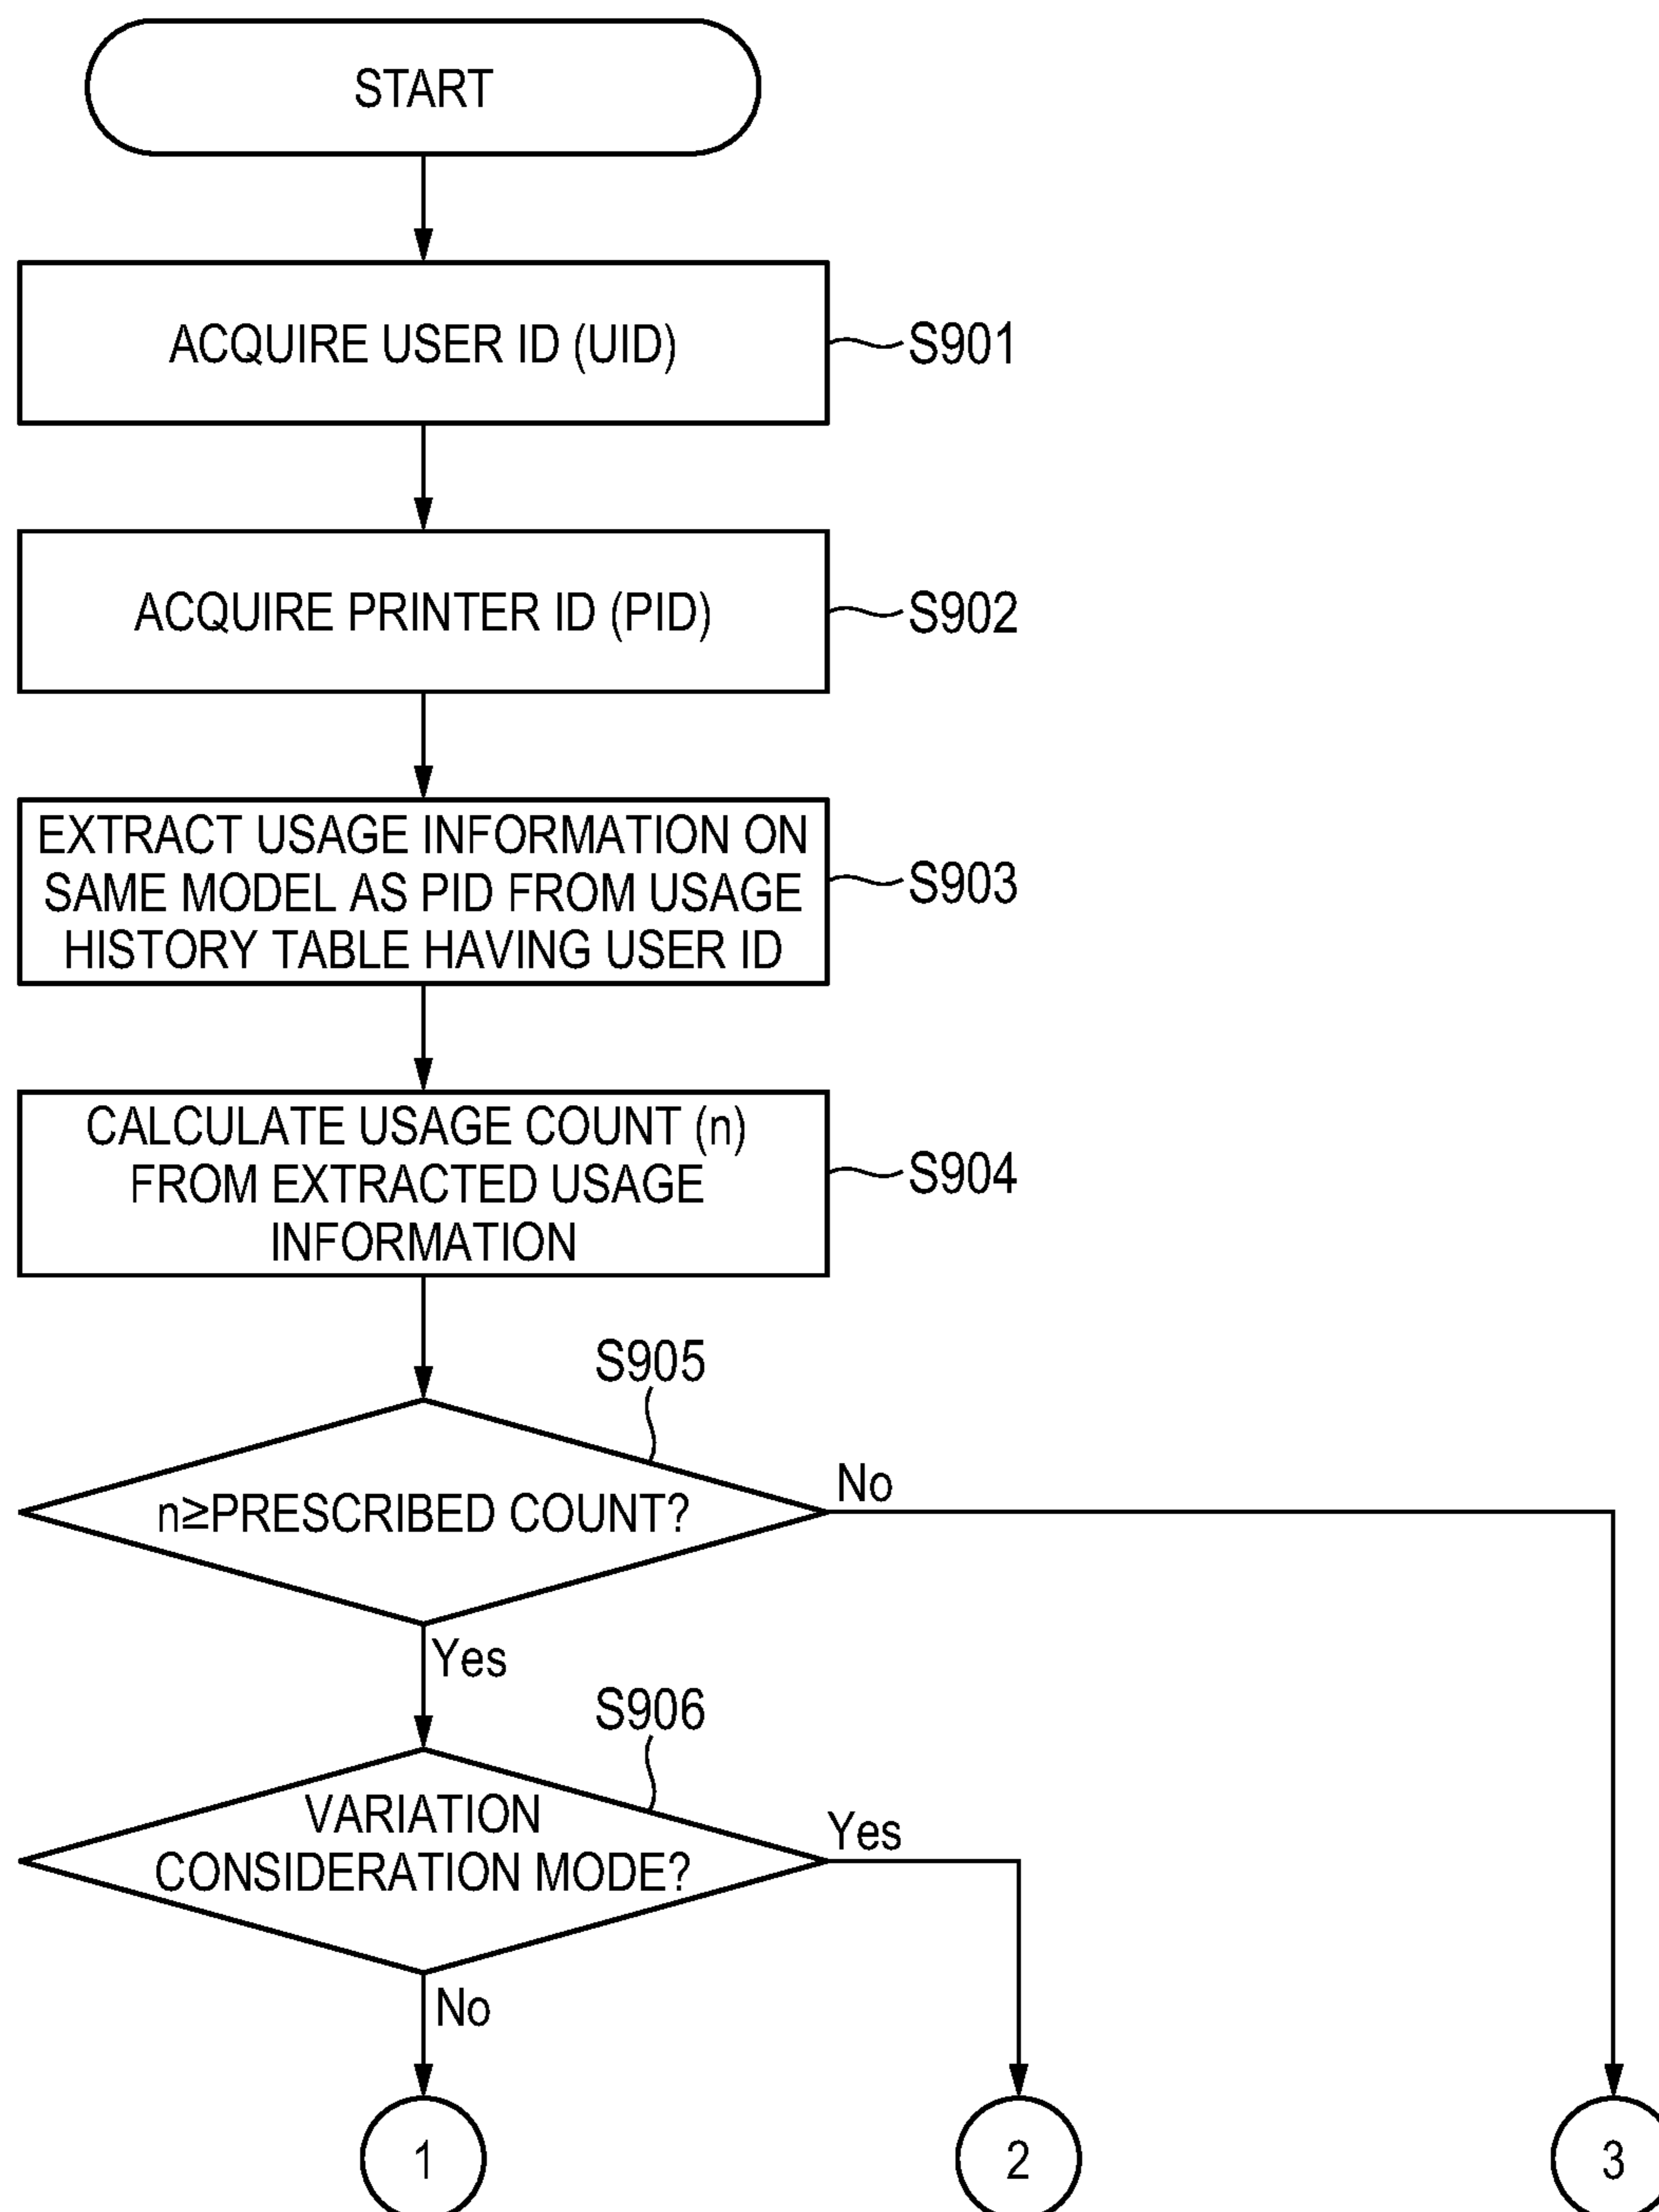 START
ACQUIRE USER ID (UID)
S901
ACQUIRE PRINTER ID (PID)
S902
EXTRACT USAGE INFORMATION ON
SAME MODEL AS PID FROM USAGE
HISTORY TABLE HAVING USER ID
S903
CALCULATE USAGE COUNT (n)
FROM EXTRACTED USAGE
INFORMATION
S904
S905
n≥PRESCRIBED COUNT?
No
Yes
S906
VARIATION
CONSIDERATION MODE?
Yes
No
1
2
3